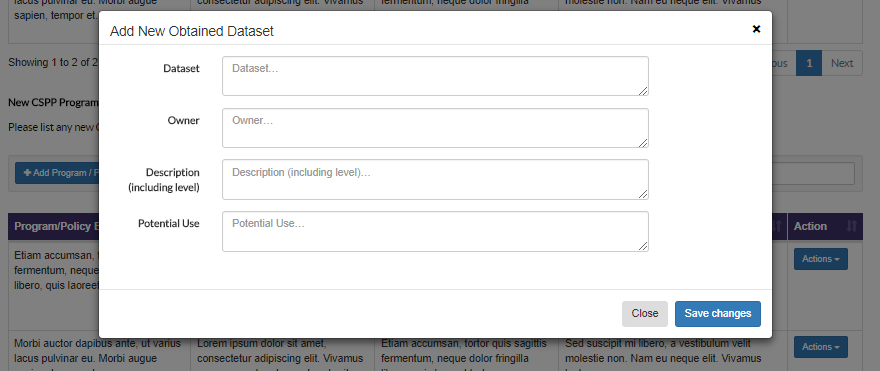 lacus pulvinar eu. Morbi augue
sapien, tempor et.
consectetur adipiscing elit. Vivamus
fermentum, neque dolor fringilla
molestie non. Nam eu neque elit. Vivamus
Add New Obtained Dataset ×
Showing 1 to 2 of 2
1 Next
Dataset Dataset…
New CSPP Program
Owner Owner…
Please list any new
Description
(including level) Description (including level)…
+ Add Program / P
Potential Use Potential Use…
Program/Policy E
Action
Etiam accumsan,
fermentum, neque
libero, quis laoreet
Actions
Close Save changes
Morbi auctor dapibus ante, ut varius
lacus pulvinar eu. Morbi augue
Lorem ipsum dolor sit amet,
consectetur adipiscing elit. Vivamus
Etiam accumsan, tortor quis sagittis
fermentum, neque dolor fringilla
Sed suscipit mi libero, a vestibulum velit
molestie non. Nam eu neque elit. Vivamus
Actions